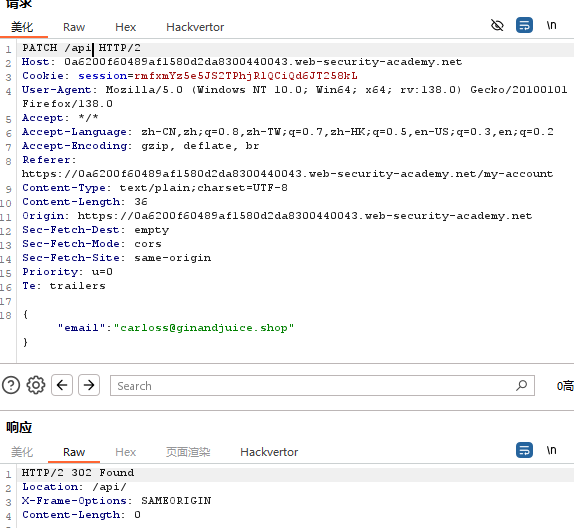 请求
美化 Raw Hex Hackvertor \n
1 PATCH /api HTTP/2
2 Host: 0a6200f60489af1580d2da8300440043.web-security-academy.net
3 Cookie: session=rmfxmYz5e5JS2TPhjRlQCiQd6JT258kL
4 User-Agent: Mozilla/5.0 (Windows NT 10.0; Win64; x64; rv:138.0) Gecko/20100101
Firefox/138.0
5 Accept: */*
6 Accept-Language: zh-CN,zh;q=0.8,zh-TW;q=0.7,zh-HK;q=0.5,en-US;q=0.3,en;q=0.2
7 Accept-Encoding: gzip, deflate, br
8 Referer:
https://0a6200f60489af1580d2da8300440043.web-security-academy.net/my-account
9 Content-Type: text/plain;charset=UTF-8
10 Content-Length: 36
11 Origin: https://0a6200f60489af1580d2da8300440043.web-security-academy.net
12 Sec-Fetch-Dest: empty
13 Sec-Fetch-Mode: cors
14 Sec-Fetch-Site: same-origin
15 Priority: u=0
16 Te: trailers
17
18 {
"email":"carloss@ginandjuice.shop"
}
Search 0高
响应
美化 Raw Hex 页面渲染 Hackvertor \n
1 HTTP/2 302 Found
2 Location: /api/
3 X-Frame-Options: SAMEORIGIN
4 Content-Length: 0